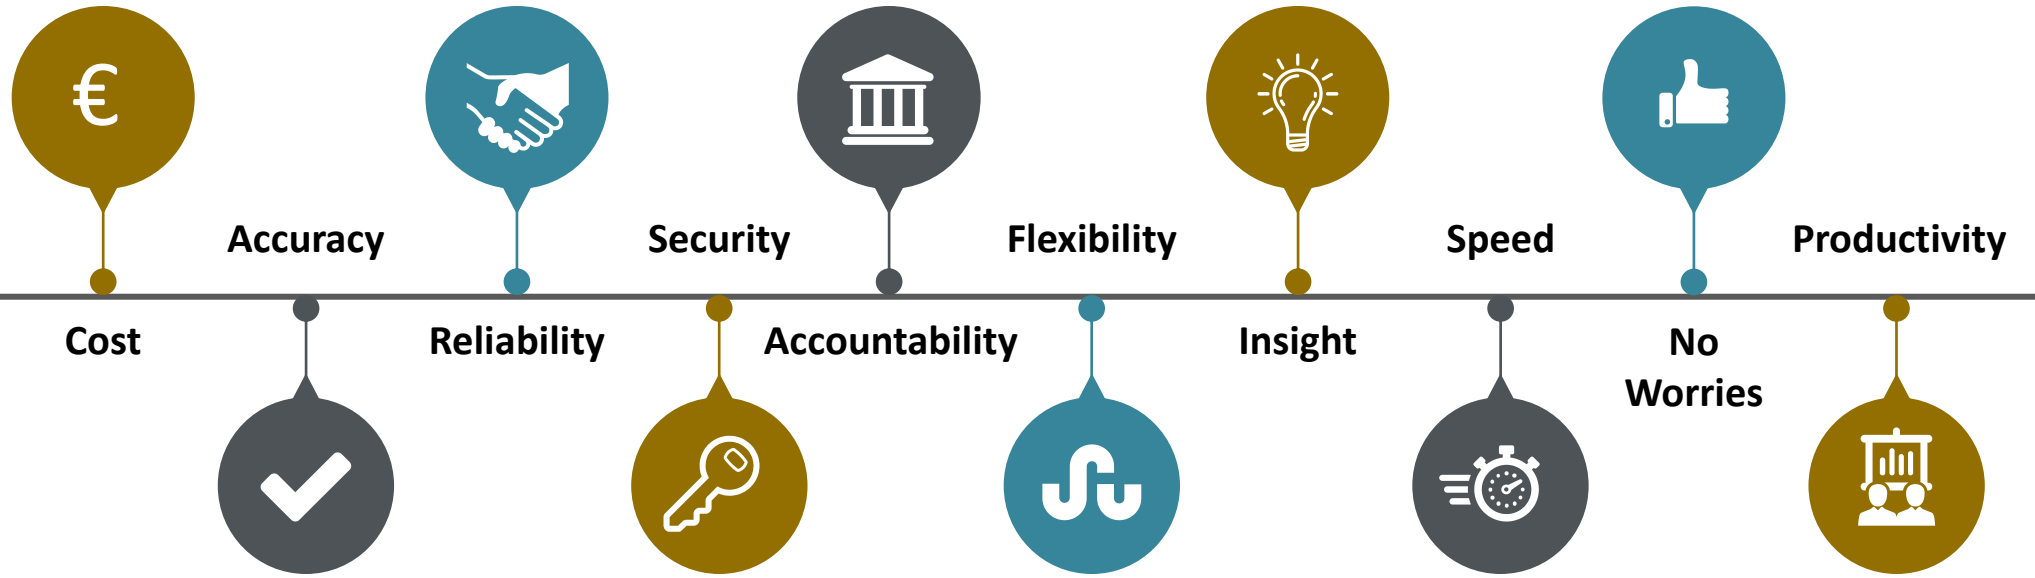 €
Accuracy
Security
Flexibility
Speed
Productivity
Cost
Reliability
Accountability
Insight
No
Worries